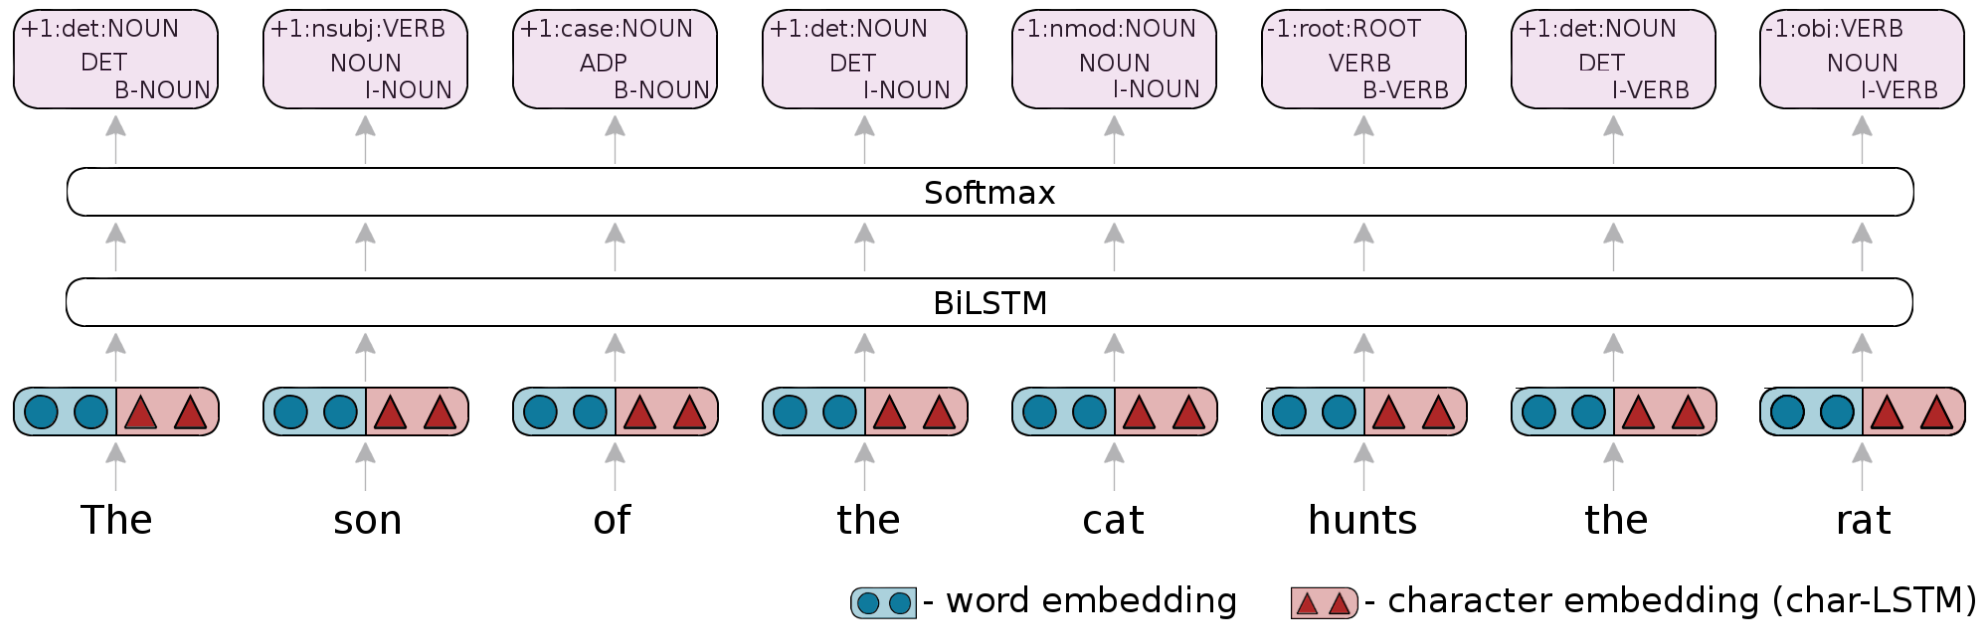 +1:det:NOUN
DET
B-NOUN
+1:nsubj:VERB
NOUN
I-NOUN
+1:case:NOUN
ADP
B-NOUN
+1:det:NOUN
DET
I-NOUN
-1:nmod:NOUN
NOUN
I-NOUN
-1:root:ROOT
VERB
B-VERB
+1:det:NOUN
DET
I-VERB
-1:obj:VERB
NOUN
I-VERB
Softmax
BiLSTM
The son of the cat hunts the rat
- word embedding
- character embedding (char-LSTM)